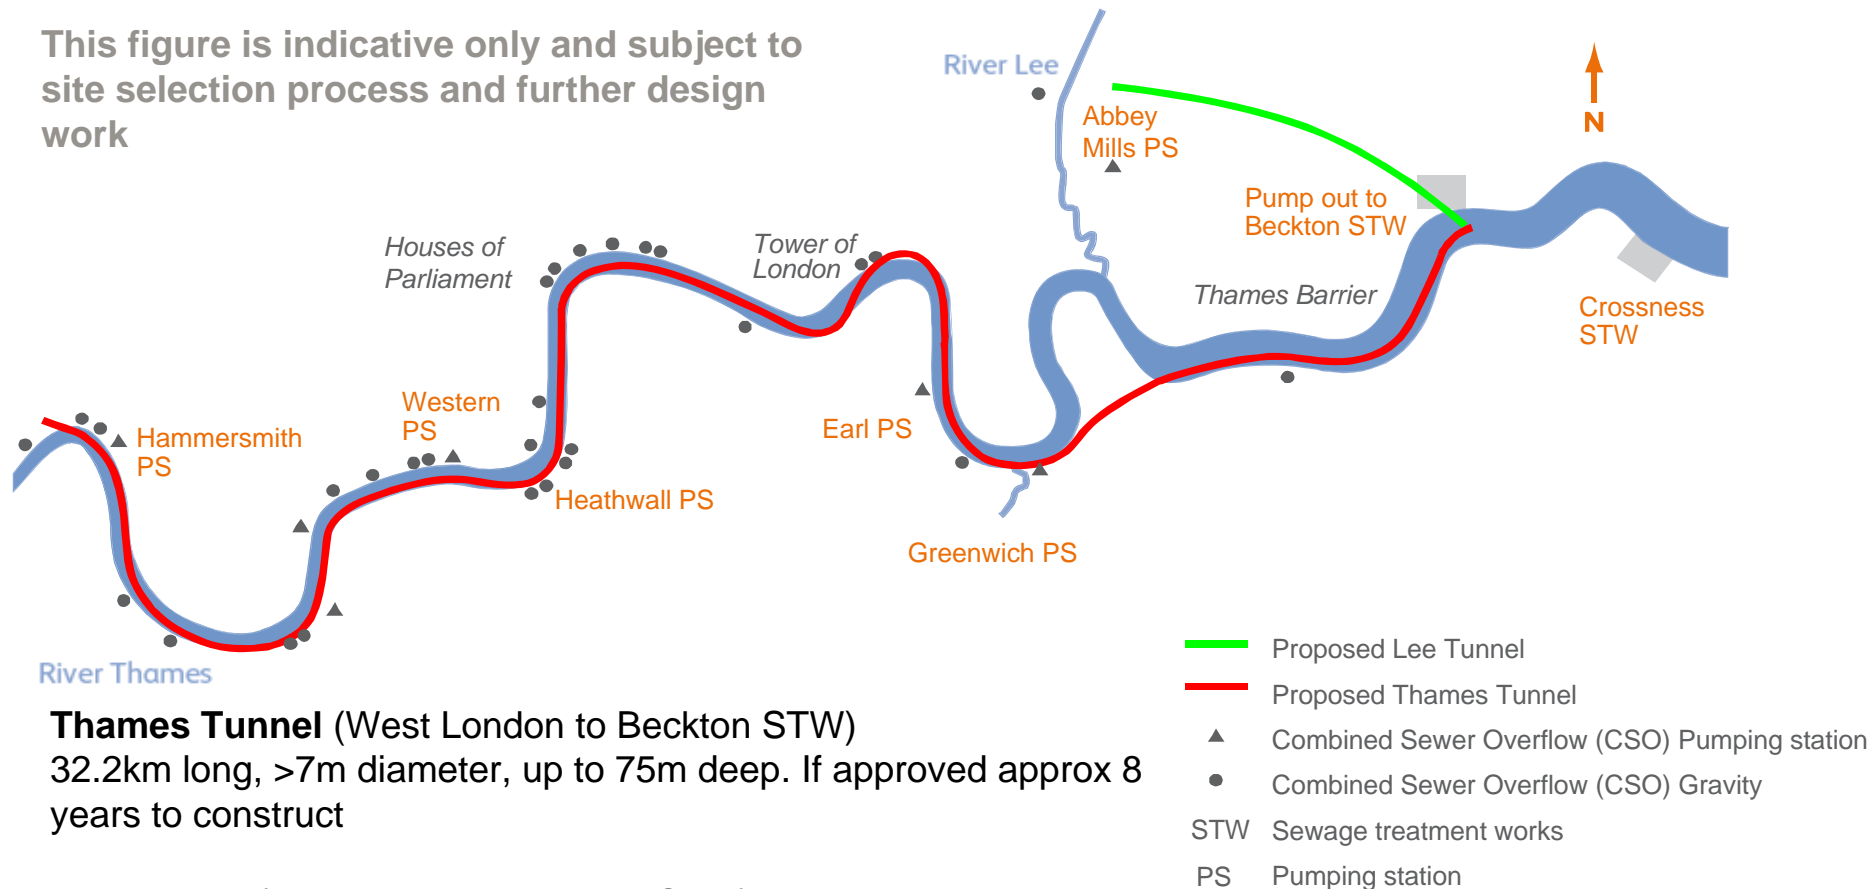 This figure is indicative only and subject to
site selection process and further design
work
River Lee
Abbey
Mills PS
N
Pump out to
Beckton STW
Houses of
Parliament
Tower of
London
Thames Barrier
Crossness
STW
Western
PS
Hammersmith
PS
Earl PS
Heathwall PS
Greenwich PS
River Thames
Proposed Lee Tunnel
Proposed Thames Tunnel
Combined Sewer Overflow (CSO) Pumping station
Combined Sewer Overflow (CSO) Gravity
STW Sewage treatment works
PS Pumping station
Thames Tunnel (West London to Beckton STW)
32.2km long, >7m diameter, up to 75m deep. If approved approx 8
years to construct